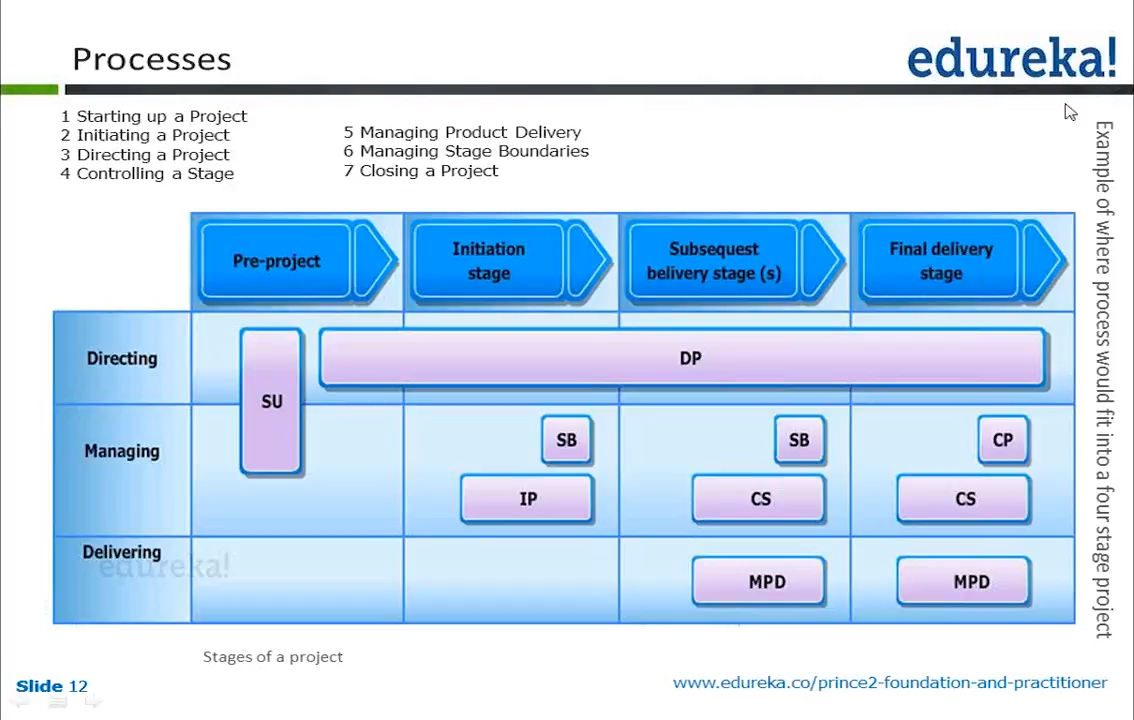 Processes
edureka!
1 Starting up a Project
2 Initiating a Project
3 Directing a Project
4 Controlling a Stage
5 Managing Product Delivery
6 Managing Stage Boundaries
7 Closing a Project
Example of where process would fit into a four stage project
Pre-project
Initiation
stage
Subsequest
belivery stage (s)
Final delivery
stage
Directing
SU
DP
Managing
SB
SB
CP
IP
CS
CS
Delivering
edureka!
MPD
MPD
Stages of a project
Slide 12
www.edureka.co/prince2-foundation-and-practitioner